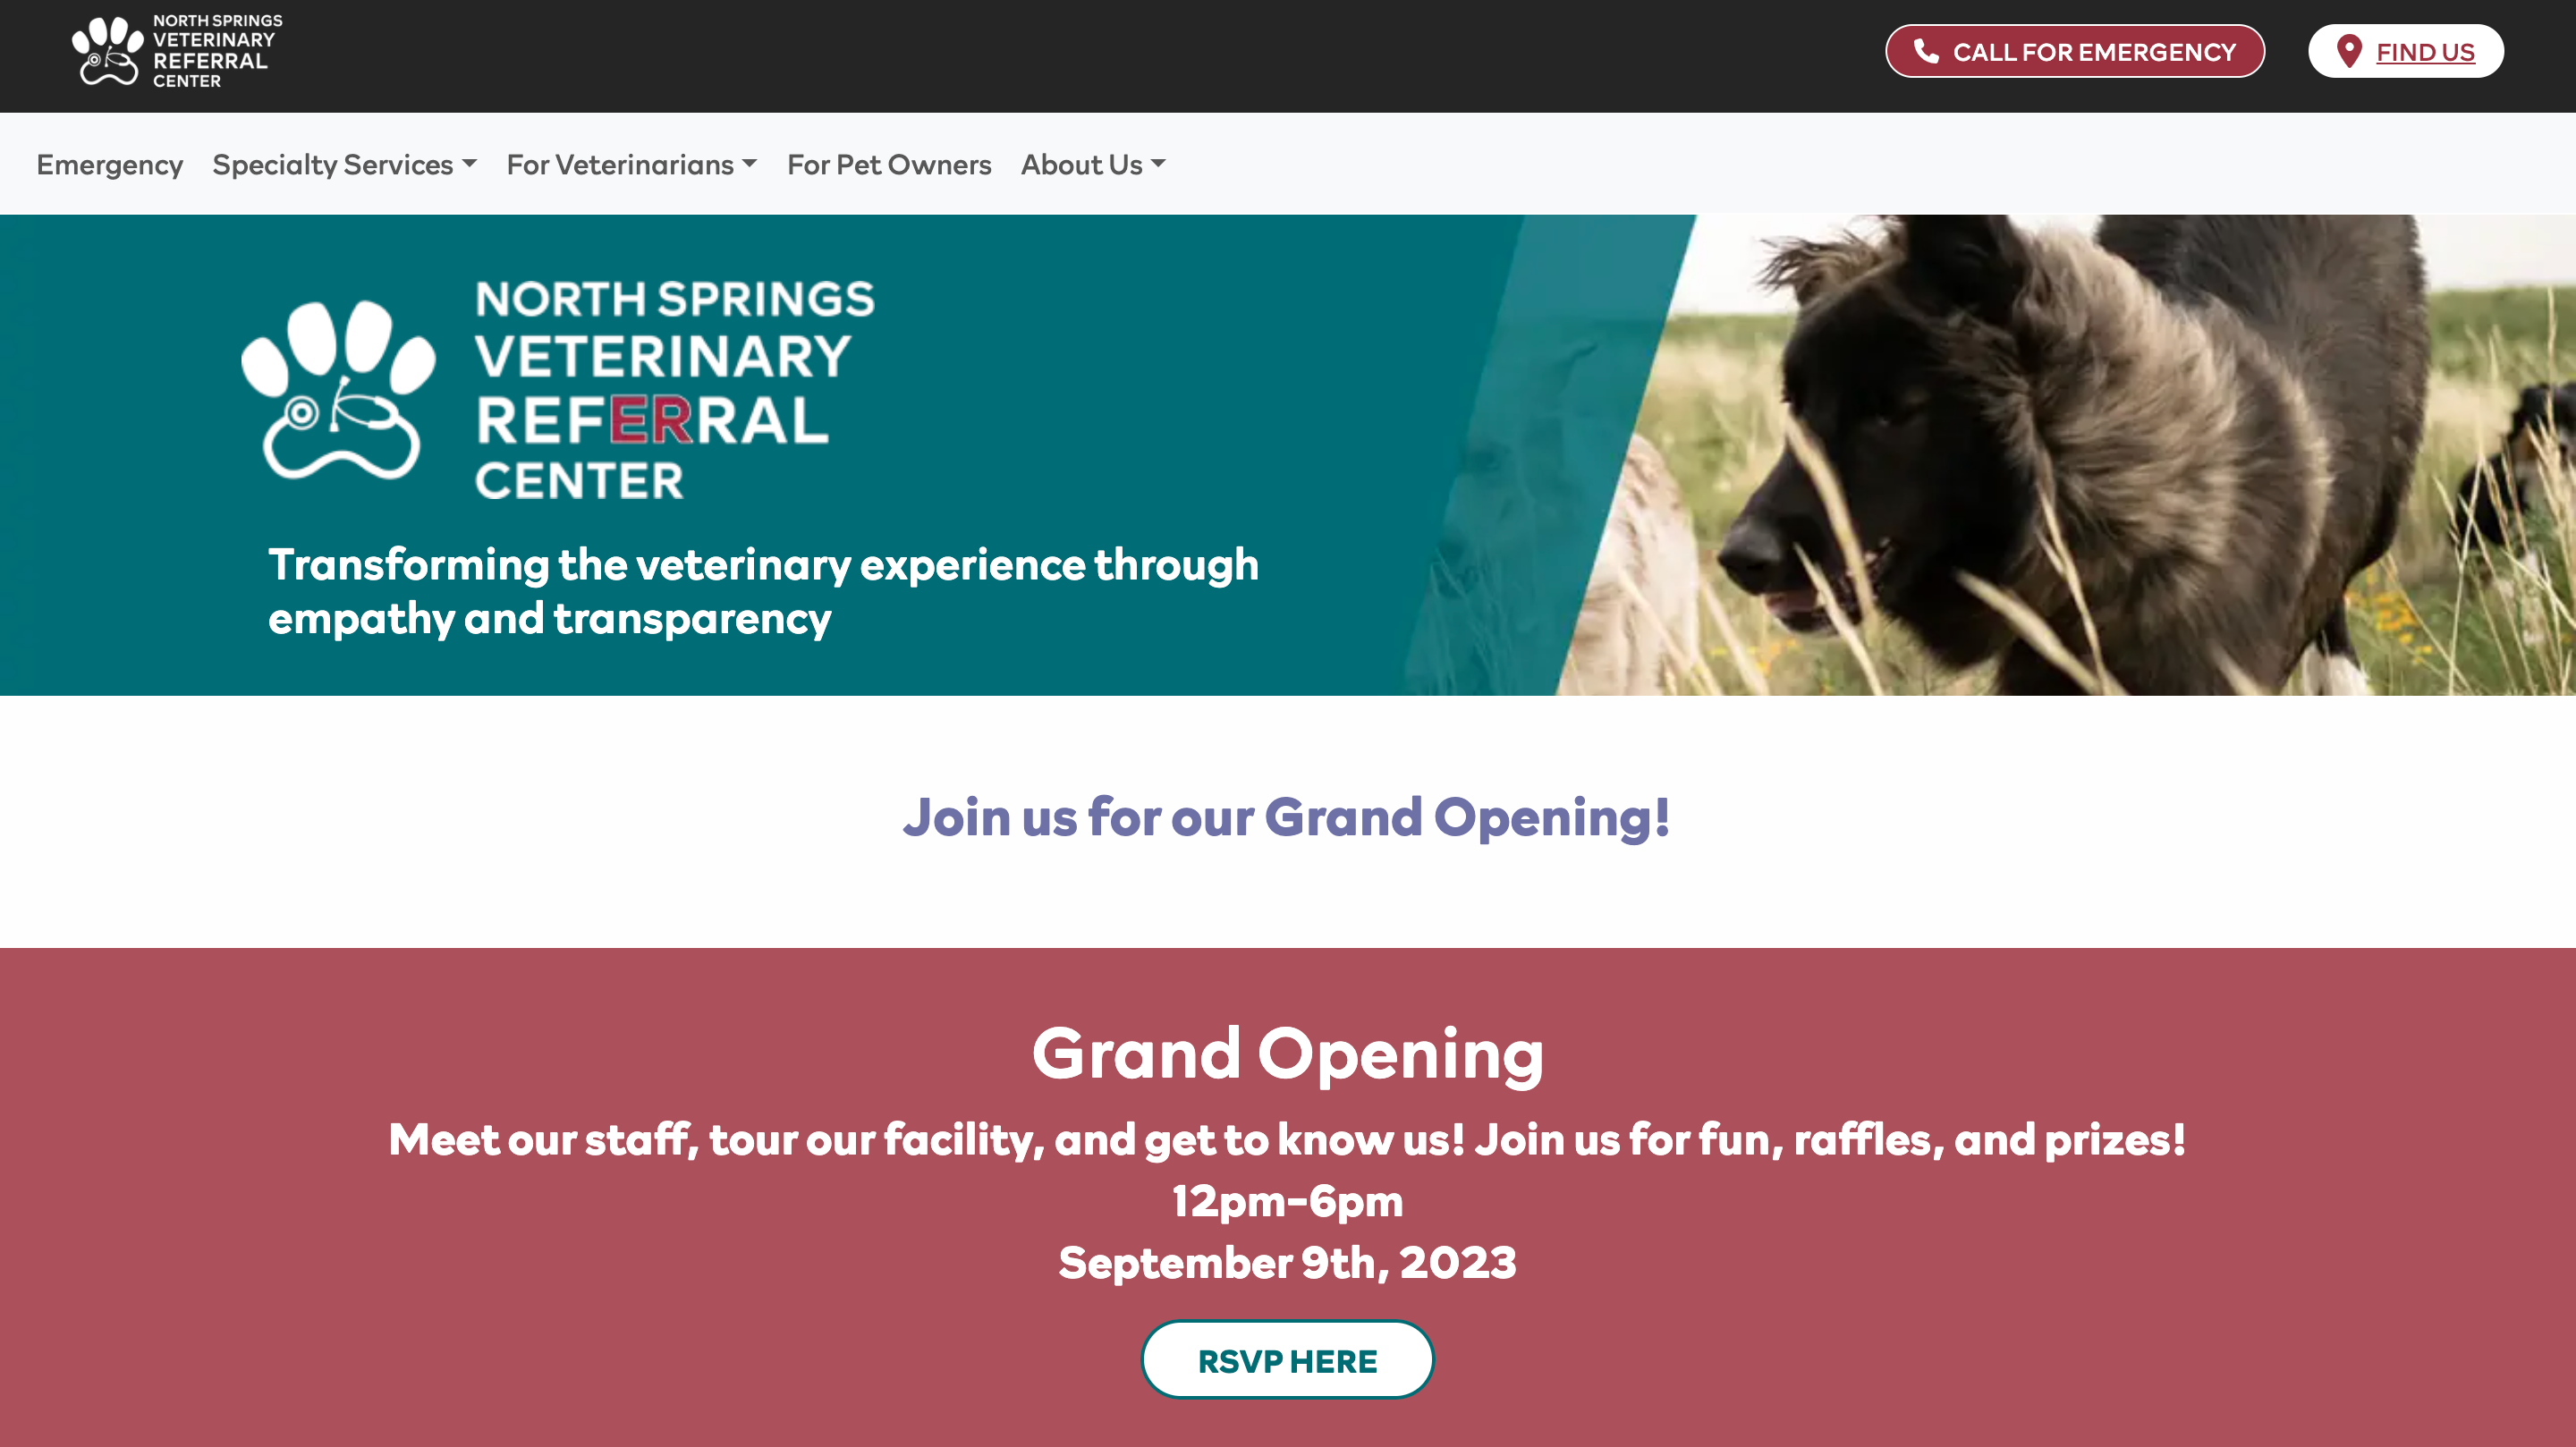 NORTH SPRINGS
VETERINARY
REFERRAL
CENTER
CALL FOR EMERGENCY
FIND US
Emergency
Specialty Services
For Veterinarians
For Pet Owners
About Us
NORTH SPRINGS
VETERINARY
REFERRAL
CENTER
Transforming the veterinary experience through
empathy and transparency
Join us for our Grand Opening!
Grand Opening
Meet our staff, tour our facility, and get to know us! Join us for fun, raffles, and prizes!
12pm-6pm
September 9th, 2023
RSVP HERE